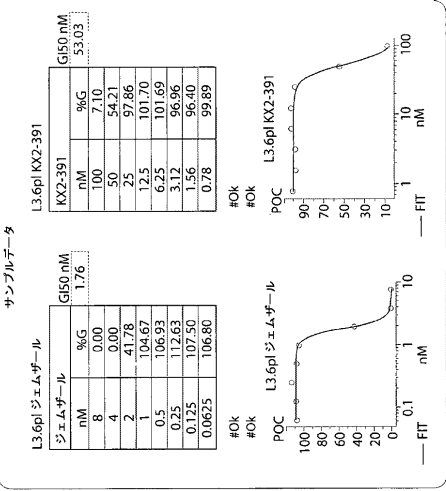 サンプルデータ
L3.6pl ジェムザール
ジェムザール GI50 nM
nM %G 1.76
8 0.00
4 0.00
2 41.78
1 104.67
0.5 106.93
0.25 112.63
0.125 107.50
0.0625 106.80
#Ok
#Ok
L3.6pl ジェムザール
POC
100
80
60
40
20
0
0.1 1 10
nM
FIT
L3.6pl KX2-391
KX2-391 GI50 nM
nM %G 53.03
100 7.10
50 54.21
25 97.86
12.5 101.70
6.25 101.69
3.12 96.96
1.56 96.40
0.78 99.89
#Ok
#Ok
L3.6pl KX2-391
POC
90
70
50
30
10
1 10 100
nM
FIT